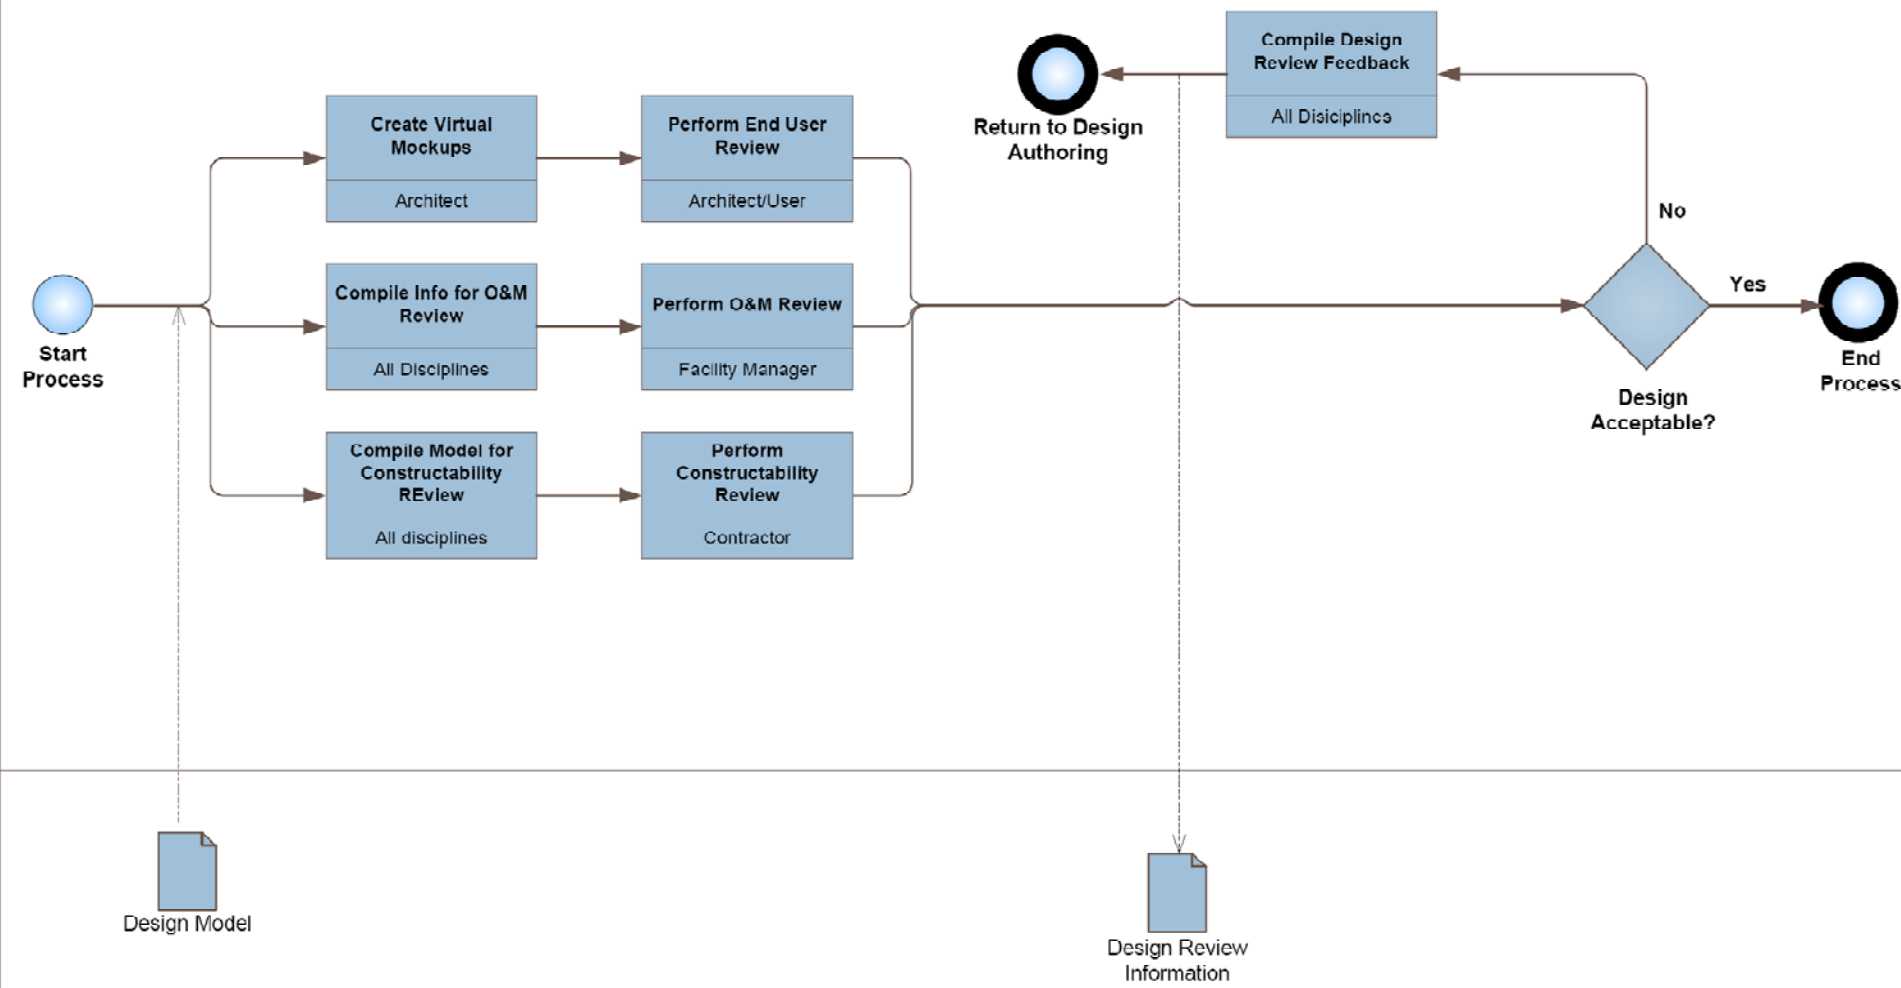 Start
Process
Create Virtual
Mockups
Architect
Perform End User
Review
Architect/User
Compile Info for O&M
Review
All Disciplines
Perform O&M Review
Facility Manager
Compile Model for
Constructability
REview
All disciplines
Perform
Constructability
Review
Contractor
Return to Design
Authoring
Compile Design
Review Feedback
All Disiciplines
No
Yes
Design
Acceptable?
End
Process
Design Model
Design Review
Information